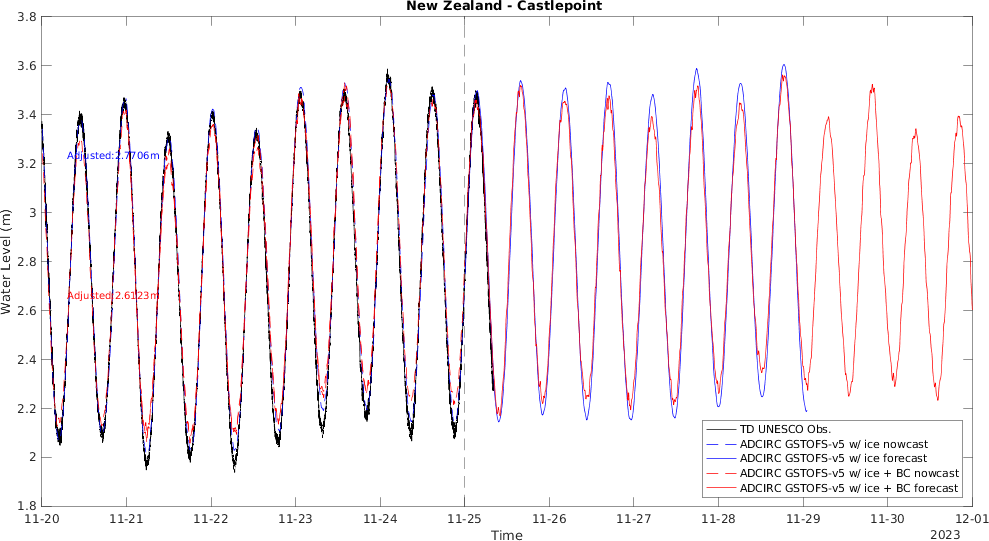 New Zealand - Castlepoint
Water Level (m)
3.8
3.6
3.4
3.2
3
2.8
2.6
2.4
2.2
2
1.8
Adjusted:2.7706m
Adjusted:2.6123m
TD UNESCO Obs.
ADCIRC GSTOFS-v5 w/ ice nowcast
ADCIRC GSTOFS-v5 w/ ice forecast
ADCIRC GSTOFS-v5 w/ ice + BC nowcast
ADCIRC GSTOFS-v5 w/ ice + BC forecast
11-20 11-21 11-22 11-23 11-24 11-25 11-26 11-27 11-28 11-29 11-30 12-01
Time
2023